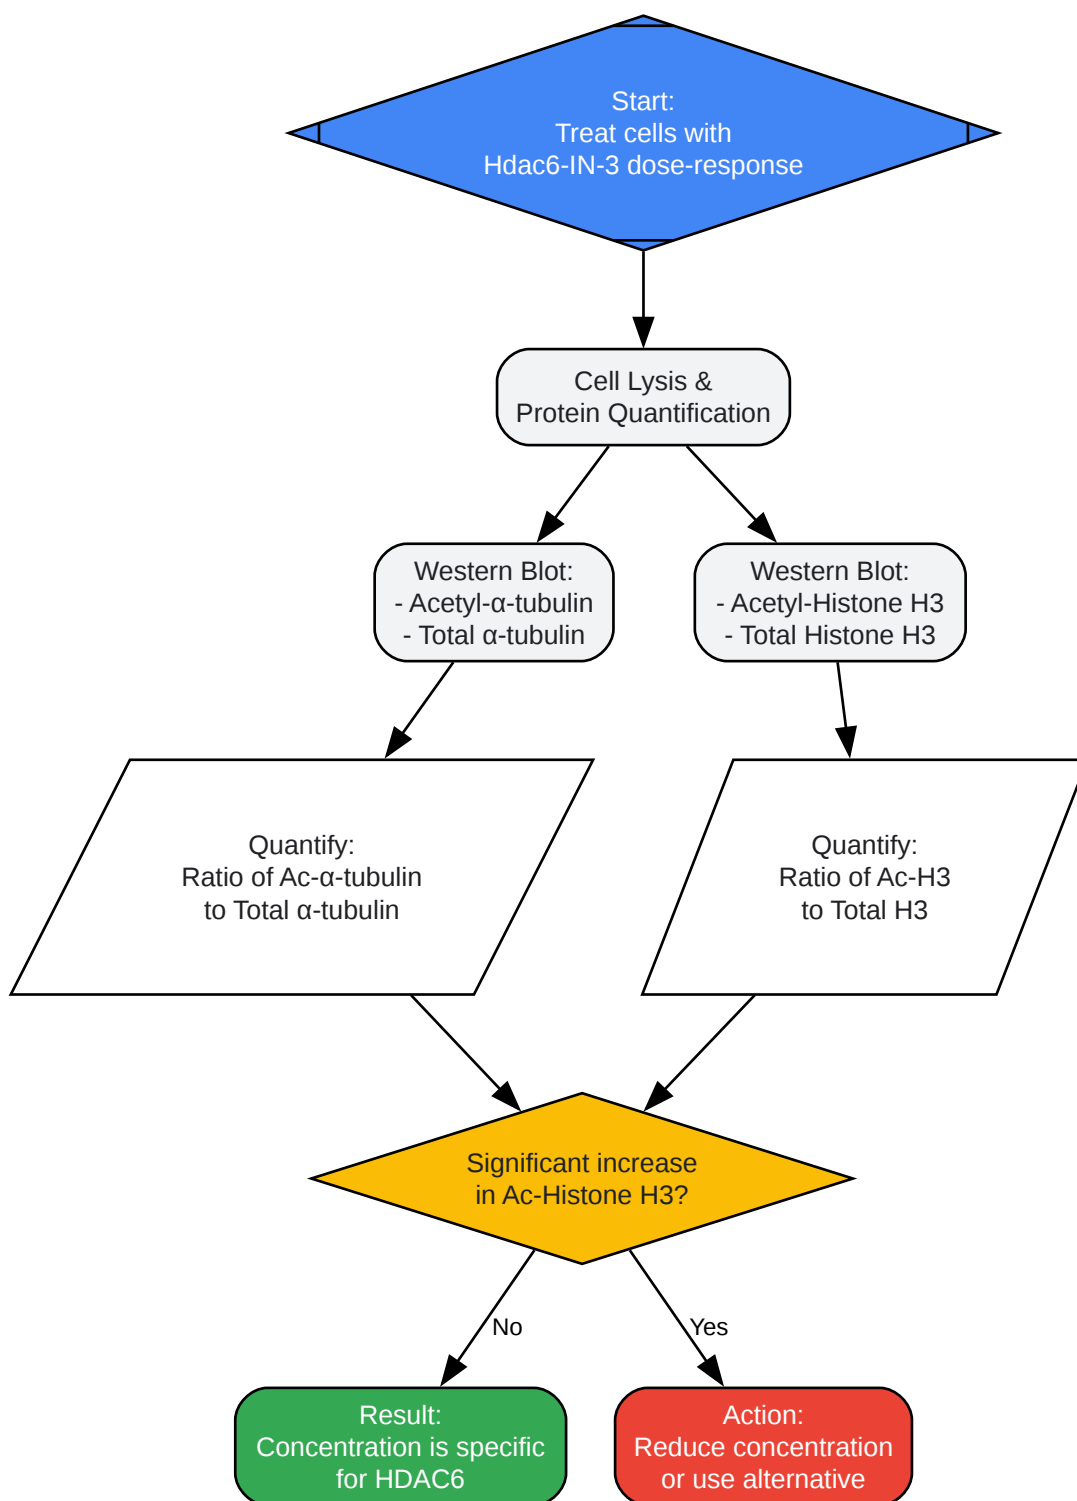 Start:
Treat cells with
Hdac6-IN-3 dose-response
Cell Lysis &
Protein Quantification
Western Blot:
- Acetyl-α-tubulin
- Total α-tubulin
Western Blot:
- Acetyl-Histone H3
- Total Histone H3
Quantify:
Ratio of Ac-α-tubulin
to Total α-tubulin
Quantify:
Ratio of Ac-H3
to Total H3
Significant increase
in Ac-Histone H3?
No
Yes
Result:
Concentration is specific
for HDAC6
Action:
Reduce concentration
or use alternative